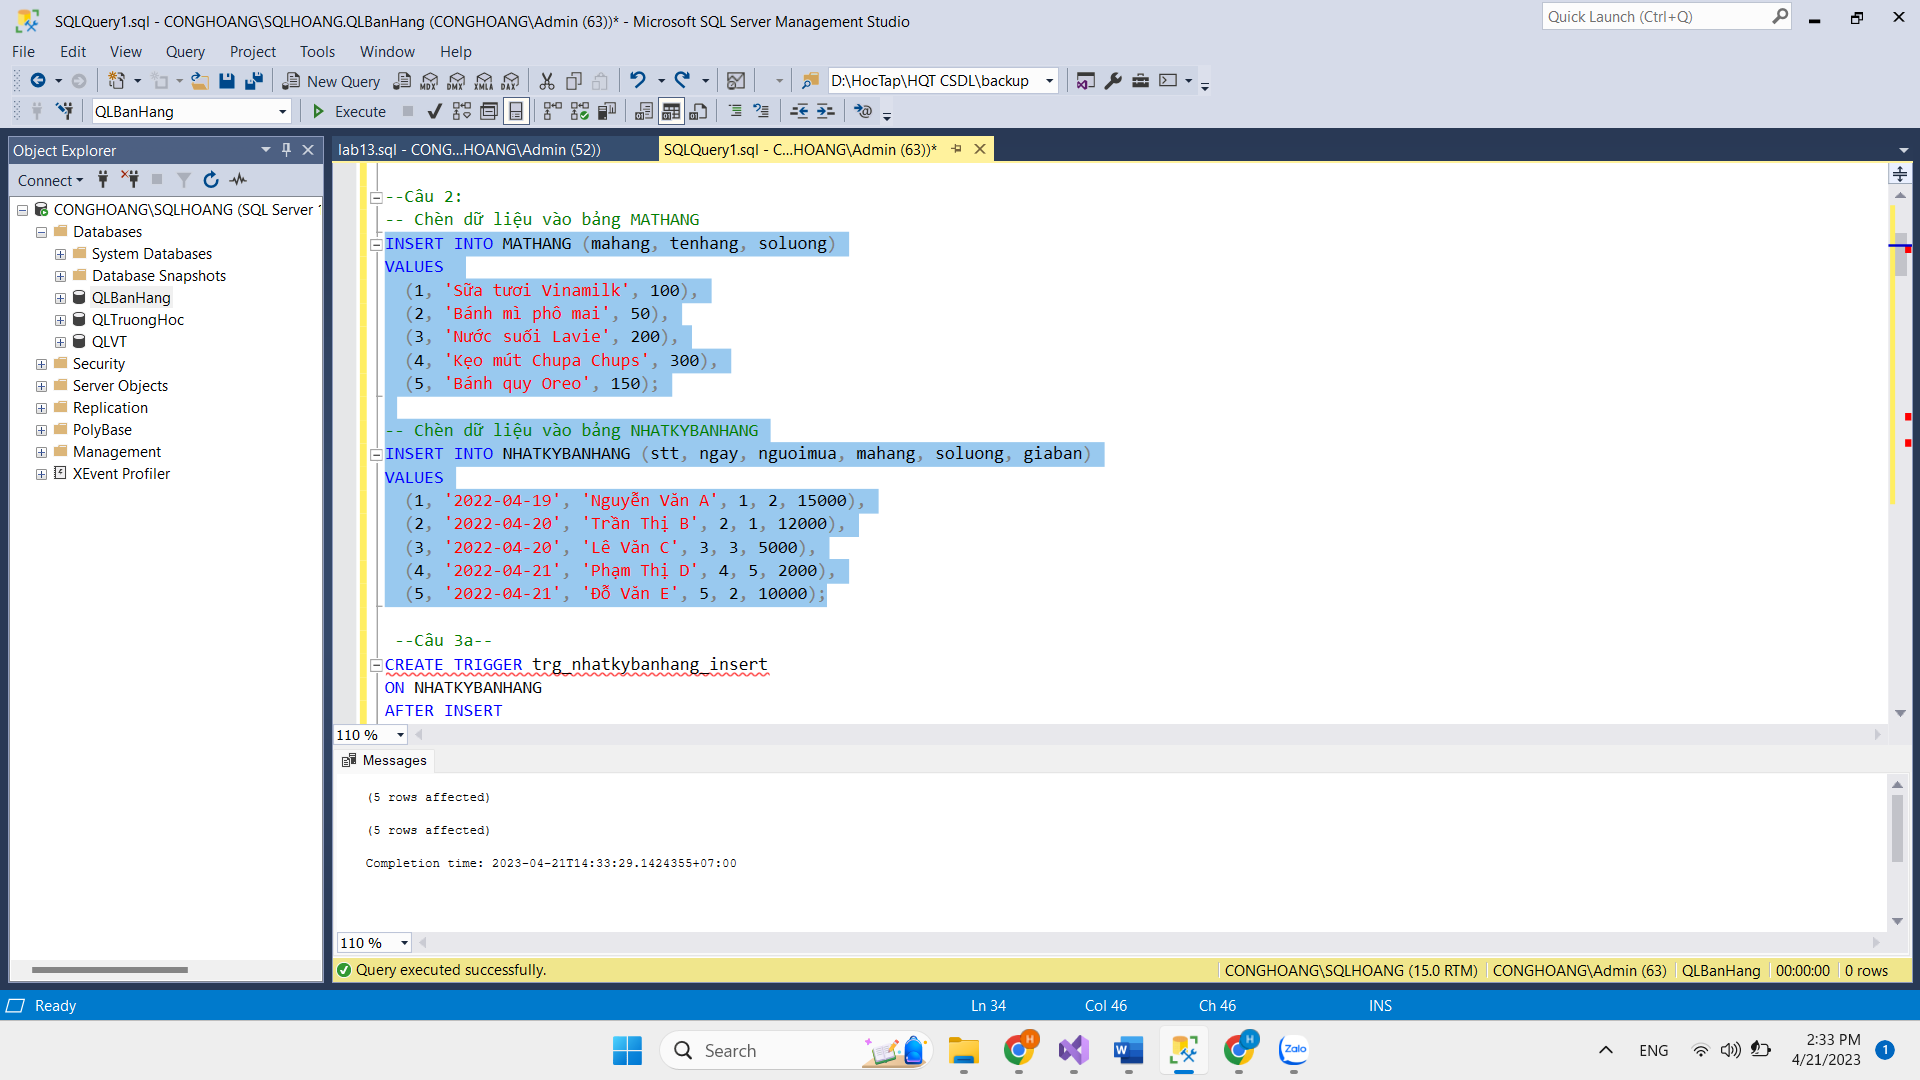 SQLQuery1.sql - CONGHOANG\SQLHOANG.QLBanHang (CONGHOANG\Admin (63))* - Microsoft SQL Server Management Studio
Quick Launch (Ctrl+Q)
File Edit View Query Project Tools Window Help
New Query
MDX DMX XMLA DAX
D:\HocTap\HQT CSDL\backup
QLBanHang
Execute
Object Explorer
lab13.sql - CONG...HOANG\Admin (52))
SQLQuery1.sql - C...HOANG\Admin (63))*
Connect
CONGHOANG\SQLHOANG (SQL Server 1
Databases
System Databases
Database Snapshots
QLBanHang
QLTruongHoc
QLVT
Security
Server Objects
Replication
PolyBase
Management
XEvent Profiler
--Câu 2:
-- Chèn dữ liệu vào bảng MATHANG
INSERT INTO MATHANG (mahang, tenhang, soluong)
VALUES
(1, 'Sữa tươi Vinamilk', 100),
(2, 'Bánh mì phô mai', 50),
(3, 'Nước suối Lavie', 200),
(4, 'Kẹo mút Chupa Chups', 300),
(5, 'Bánh quy Oreo', 150);
-- Chèn dữ liệu vào bảng NHATKYBANHANG
INSERT INTO NHATKYBANHANG (stt, ngay, nguoimua, mahang, soluong, giaban)
VALUES
(1, '2022-04-19', 'Nguyễn Văn A', 1, 2, 15000),
(2, '2022-04-20', 'Trần Thị B', 2, 1, 12000),
(3, '2022-04-20', 'Lê Văn C', 3, 3, 5000),
(4, '2022-04-21', 'Phạm Thị D', 4, 5, 2000),
(5, '2022-04-21', 'Đỗ Văn E', 5, 2, 10000);
--Câu 3a--
CREATE TRIGGER trg_nhatkybanhang_insert
ON NHATKYBANHANG
AFTER INSERT
110 %
Messages
(5 rows affected)
(5 rows affected)
Completion time: 2023-04-21T14:33:29.1424355+07:00
110 %
Query executed successfully.
CONGHOANG\SQLHOANG (15.0 RTM) CONGHOANG\Admin (63) QLBanHang 00:00:00 0 rows
Ready
Ln 34 Col 46 Ch 46 INS
Search
H
H
Zalo
ENG
2:33 PM
4/21/2023
1